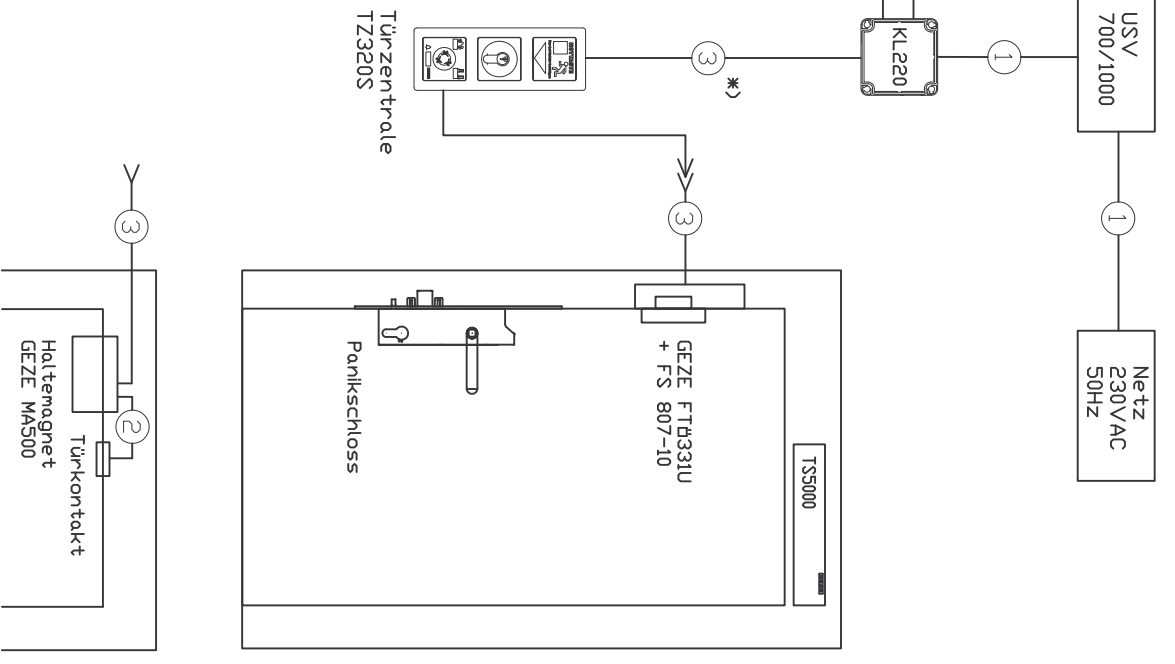 USV
700/1000
1
Netz
230VAC
50Hz
1
KL220
3
*)
TS5000
3
GEZE FTÖ331U
+ FS 807-10
Türzentrale
TZ320S
Panikschloss
3
2
Türkontakt
Haltemagnet
GEZE MA500